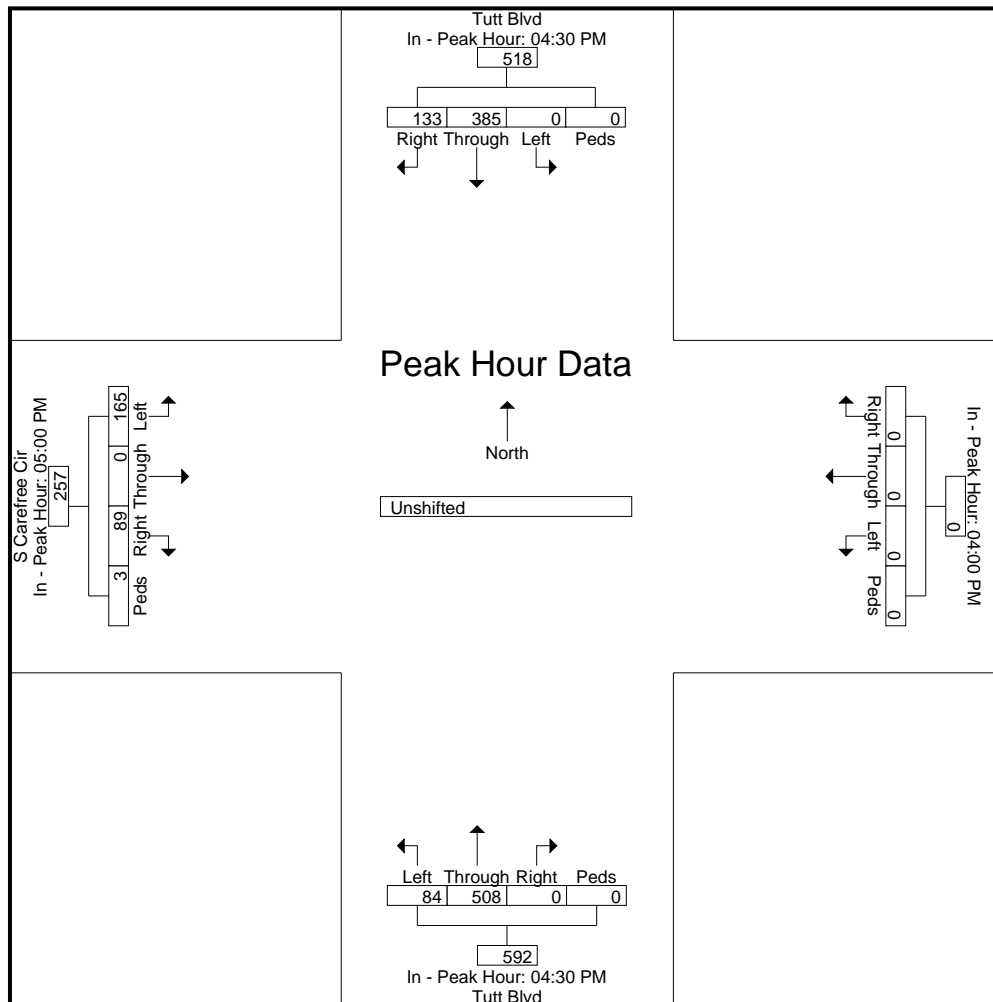 Tutt Blvd
In - Peak Hour: 04:30 PM
518
133 385 0 0
Right Through Left Peds
Peak Hour Data
North
Unshifted
S Carefree Cir
In - Peak Hour: 05:00 PM
257
165 0 89 3
Left Through Right Peds
In - Peak Hour: 04:00 PM
0
0 0 0 0
Right Through Left Peds
Left Through Right Peds
84 508 0 0
592
In - Peak Hour: 04:30 PM
Tutt Blvd